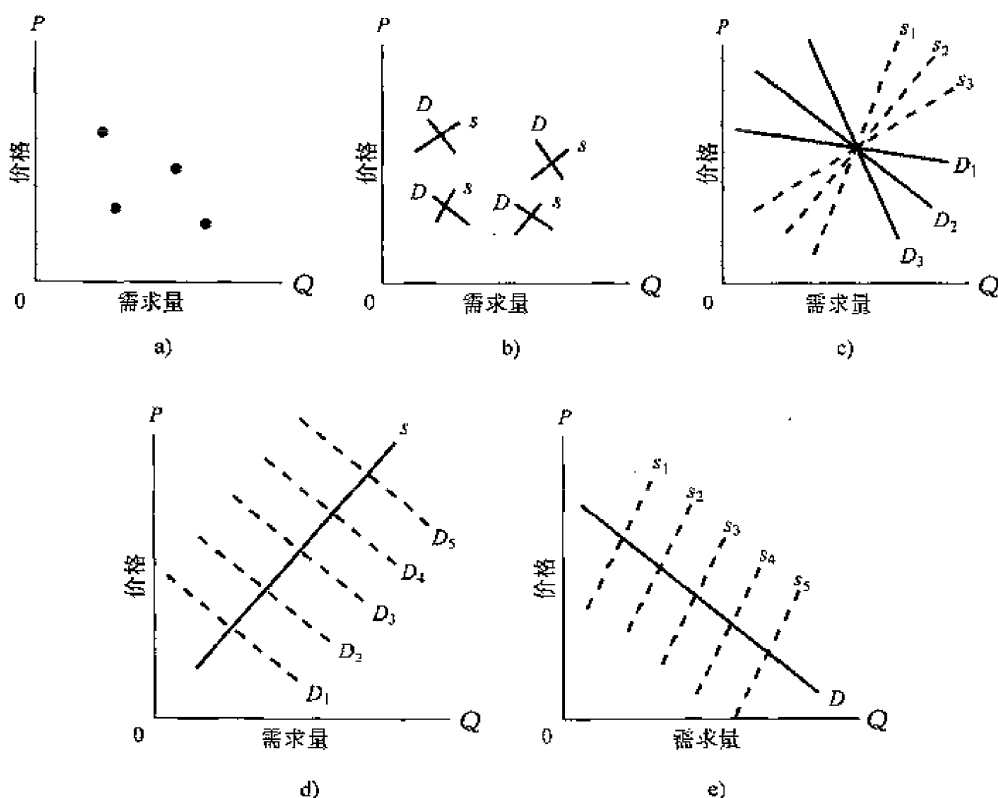 P
价格
0
需求量
Q
a)
P
价格
D
s
D
s
D
s
D
s
0
需求量
Q
b)
P
价格
s₁
s₂
s₃
D₁
D₂
D₃
0
需求量
Q
c)
P
价格
s
D₅
D₄
D₃
D₂
D₁
0
需求量
Q
d)
P
价格
s₁
s₂
s₃
s₄
s₅
D
0
需求量
Q
e)